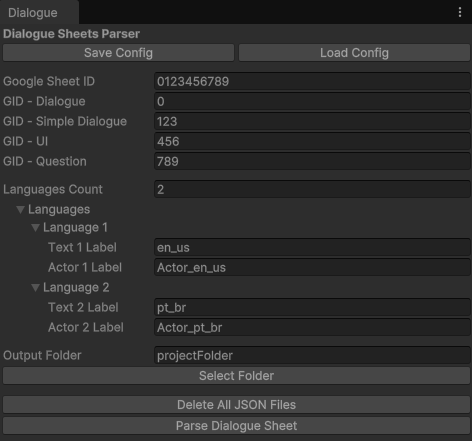 Dialogue
Dialogue Sheets Parser
Save Config Load Config
Google Sheet ID 0123456789
GID - Dialogue 0
GID - Simple Dialogue 123
GID - UI 456
GID - Question 789
Languages Count 2
Languages
Language 1
Text 1 Label en_us
Actor 1 Label Actor_en_us
Language 2
Text 2 Label pt_br
Actor 2 Label Actor_pt_br
Output Folder projectFolder
Select Folder
Delete All JSON Files
Parse Dialogue Sheet